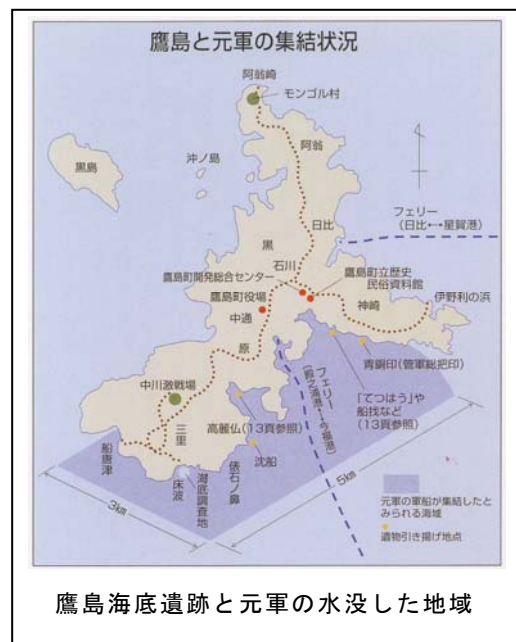 鷹島と元軍の集結状況
阿翁崎
モンゴル村
阿翁
黒島
沖ノ島
日比
フェリー
(日比←→星賀港)
黒
石川
鷹島町開発総合センター
鷹島町立歴史
民俗資料館
鷹島町役場
伊野利の浜
神崎
中通
原
青銅印(管軍総把印)
中川激戦場
フェリー
(殿之浦港←→今福港)
「てつはう」や
船材など
(13頁参照)
高麗仏(13頁参照)
三里
沈船
船唐津
床波
海底調査地
俵石ノ鼻
3km
5km
元軍の軍船が集結したと
みられる海域
遺物引き揚げ地点
鷹島海底遺跡と元軍の水没した地域